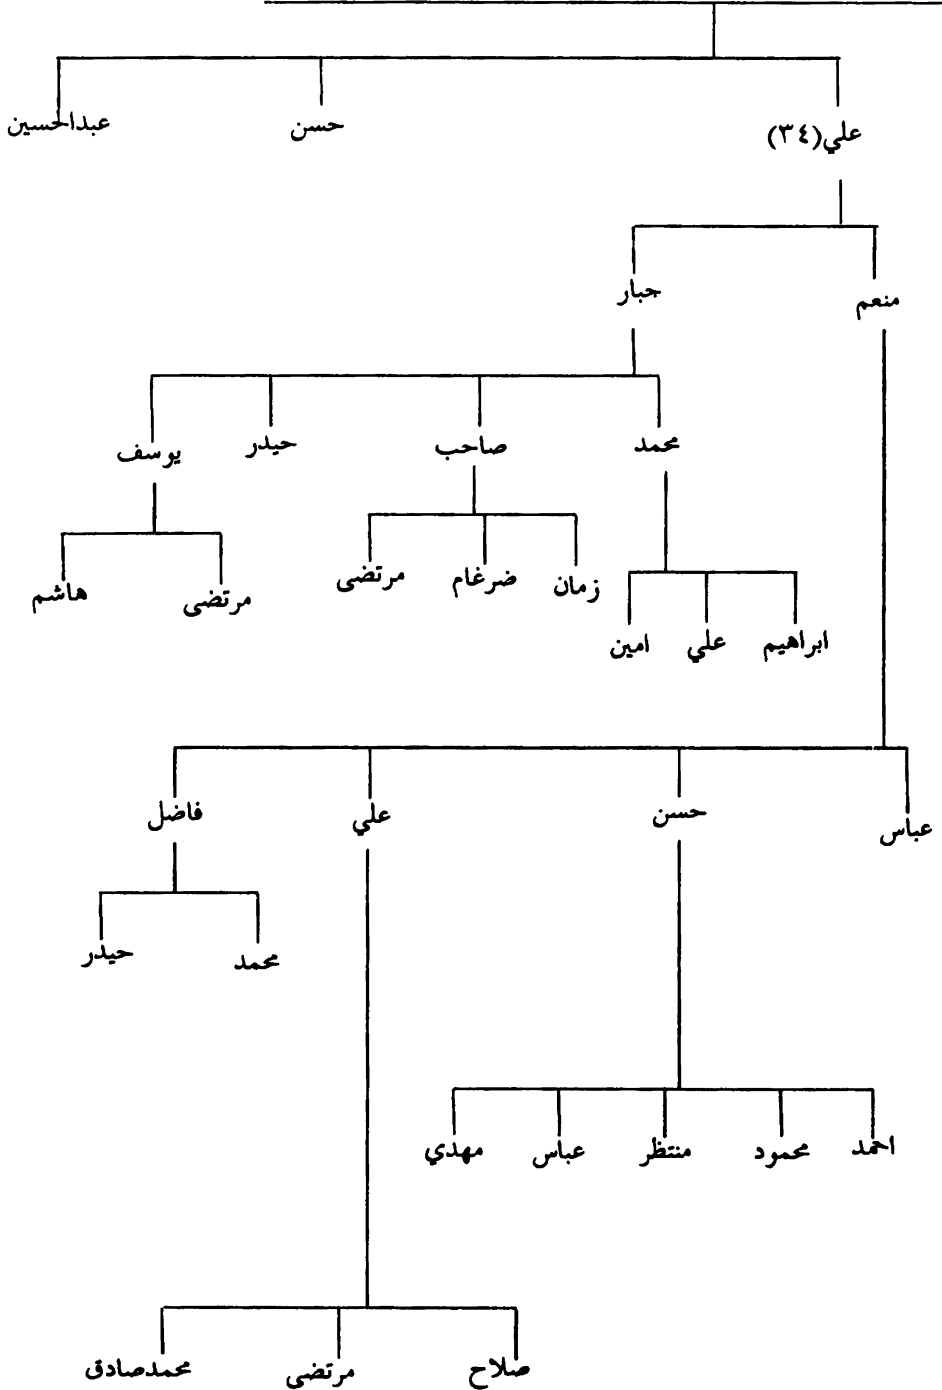 علي(٣٤) حسن عبدالحسين
منعم جبار
محمد صاحب حيدر يوسف
زمان ضرغام مرتضى مرتضى هاشم
ابراهيم علي امين
عباس حسن علي فاضل
محمد حيدر
احمد محمود منتظر عباس مهدي
صلاح مرتضى محمدصادق